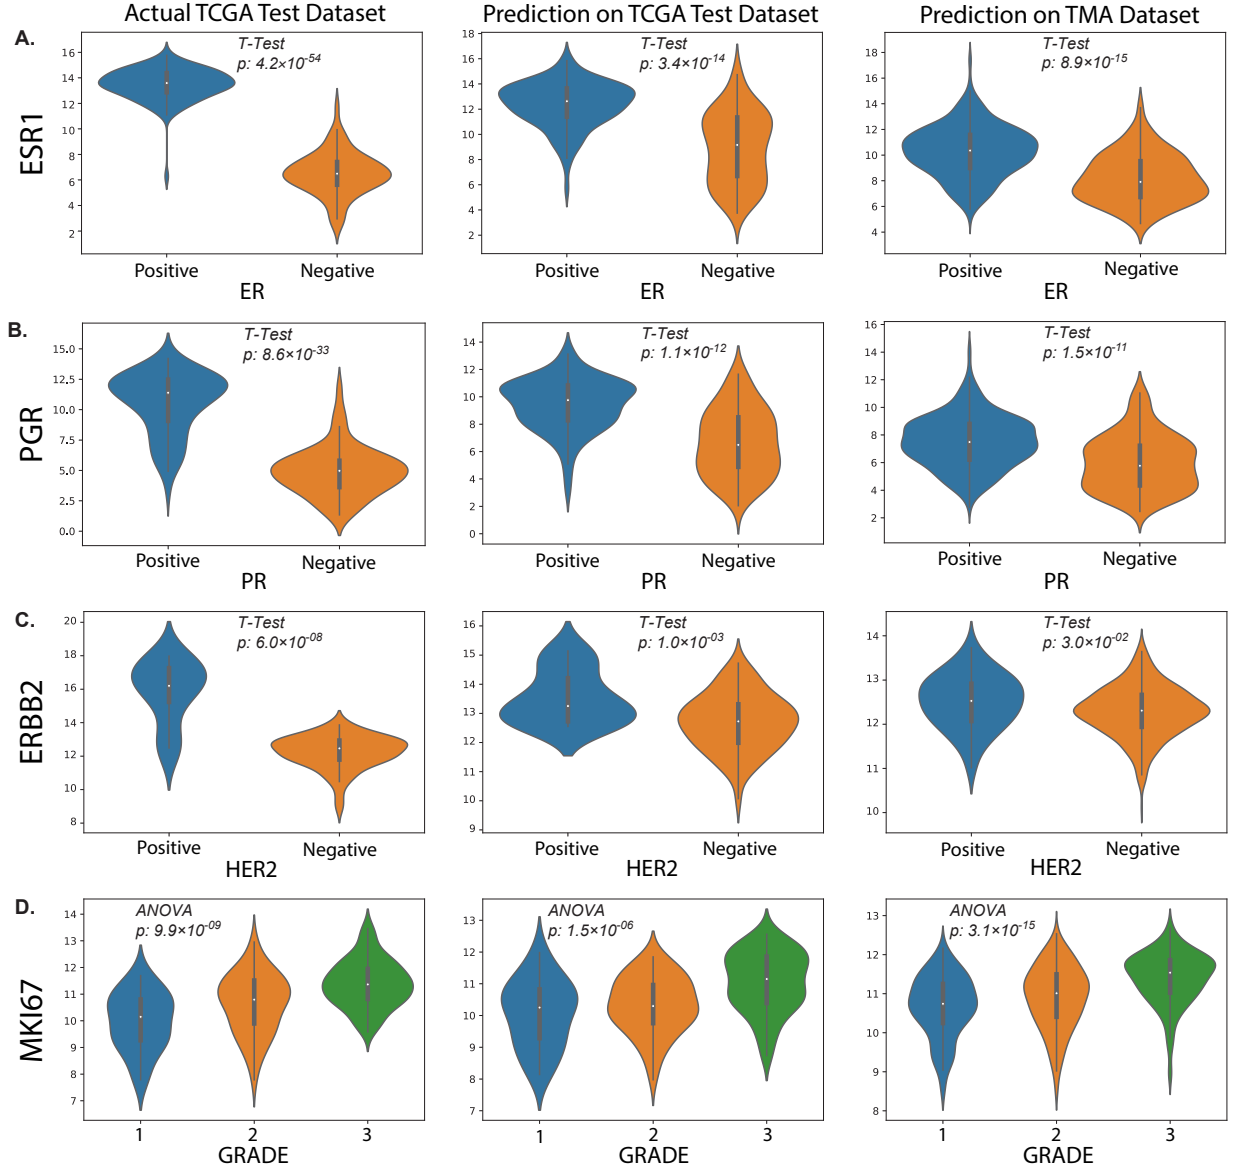 Actual TCGA Test Dataset
Prediction on TCGA Test Dataset
Prediction on TMA Dataset
A.
ESR1
16
14
12
10
8
6
4
2
T-Test
p: 4.2×10-54
Positive
Negative
ER
18
16
14
12
10
8
6
4
2
T-Test
p: 3.4×10-14
Positive
Negative
ER
18
16
14
12
10
8
6
4
T-Test
p: 8.9×10-15
Positive
Negative
ER
B.
PGR
15.0
12.5
10.0
7.5
5.0
2.5
0.0
T-Test
p: 8.6×10-33
Positive
Negative
PR
14
12
10
8
6
4
2
0
T-Test
p: 1.1×10-12
Positive
Negative
PR
16
14
12
10
8
6
4
2
T-Test
p: 1.5×10-11
Positive
Negative
PR
C.
ERBB2
20
18
16
14
12
10
8
T-Test
p: 6.0×10-08
Positive
Negative
HER2
16
15
14
13
12
11
10
9
T-Test
p: 1.0×10-03
Positive
Negative
HER2
14
13
12
11
10
T-Test
p: 3.0×10-02
Positive
Negative
HER2
D.
MKI67
14
13
12
11
10
9
8
7
ANOVA
p: 9.9×10-09
1
2
3
GRADE
13
12
11
10
9
8
7
ANOVA
p: 1.5×10-06
1
2
3
GRADE
13
12
11
10
9
8
ANOVA
p: 3.1×10-15
1
2
3
GRADE